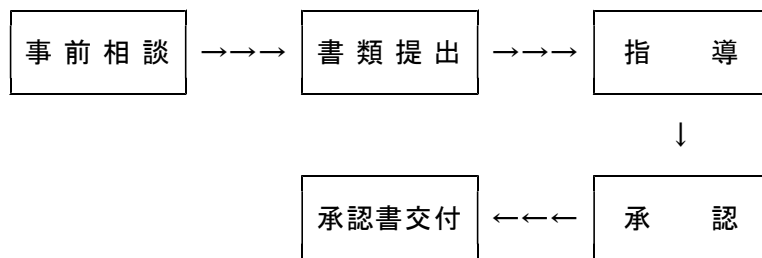 事前相談 →→→ 書類提出 →→→ 指導
↓
承認書交付 ←←← 承認